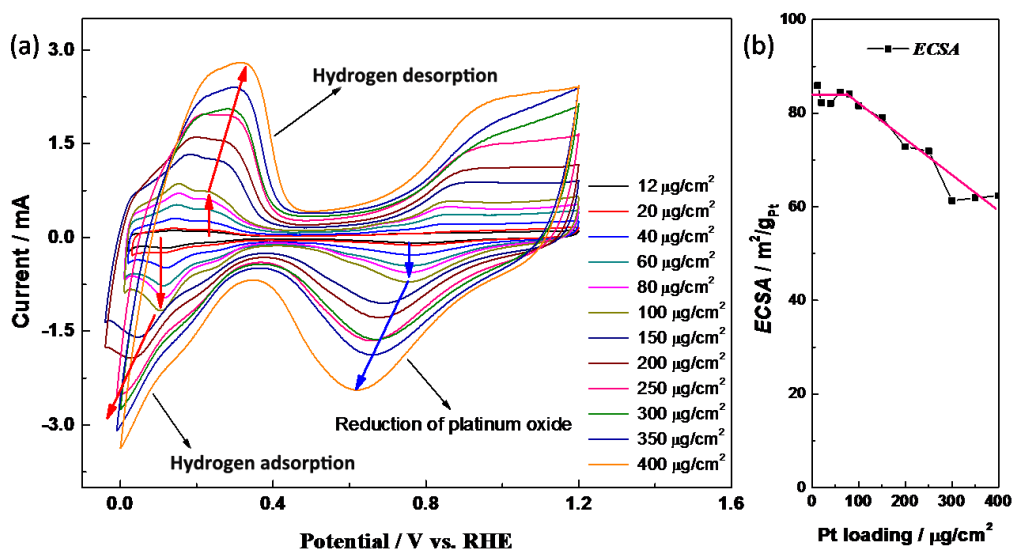 (a)
3.0
1.5
0.0
-1.5
-3.0
Current / mA
0.0
0.4
0.8
1.2
1.6
Potential / V vs. RHE
Hydrogen desorption
Hydrogen adsorption
Reduction of platinum oxide
12 μg/cm²
20 μg/cm²
40 μg/cm²
60 μg/cm²
80 μg/cm²
100 μg/cm²
150 μg/cm²
200 μg/cm²
250 μg/cm²
300 μg/cm²
350 μg/cm²
400 μg/cm²
(b)
100
80
60
40
20
0
ECSA / m²/gPt
ECSA
0
100
200
300
400
Pt loading / μg/cm²